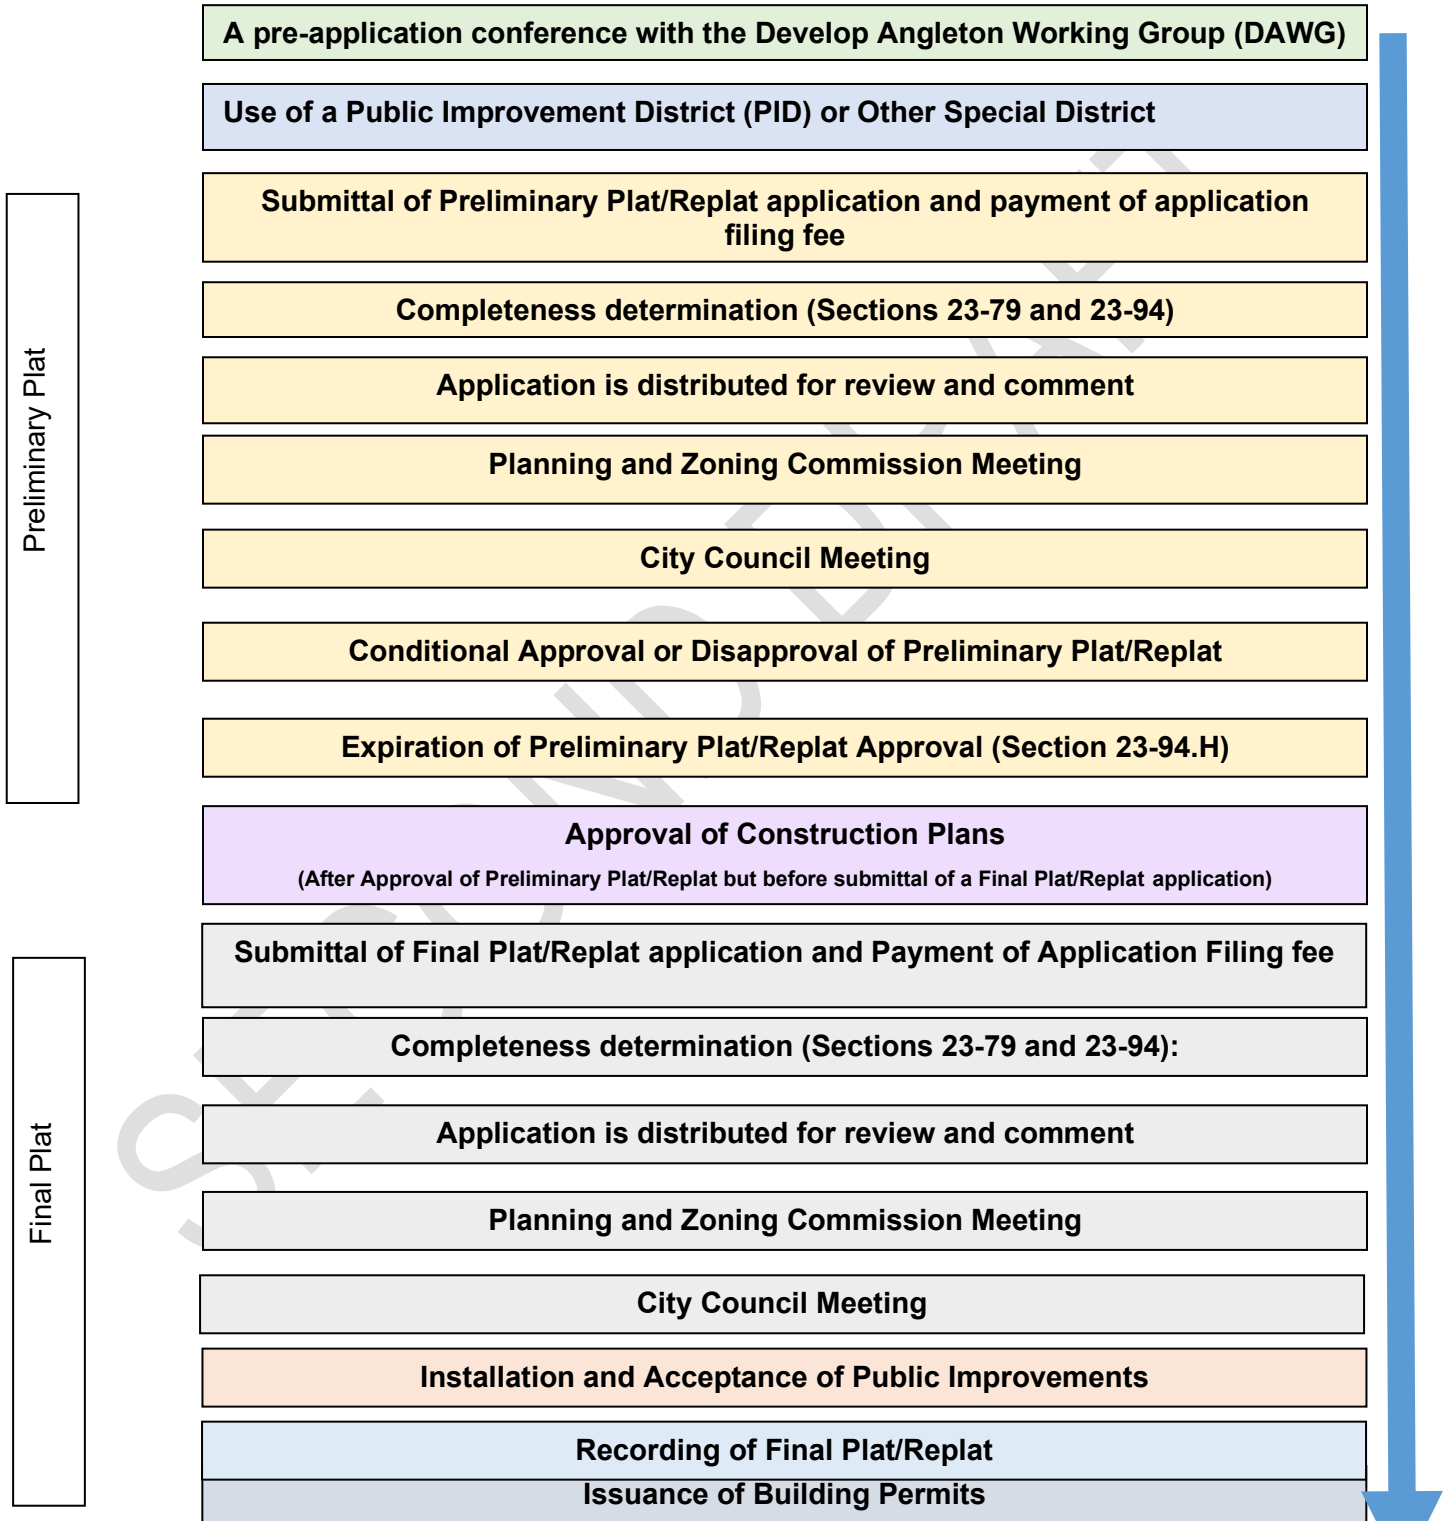 A pre-application conference with the Develop Angleton Working Group (DAWG)
Use of a Public Improvement District (PID) or Other Special District
Preliminary Plat
Submittal of Preliminary Plat/Replat application and payment of application
filing fee
Completeness determination (Sections 23-79 and 23-94)
Application is distributed for review and comment
Planning and Zoning Commission Meeting
City Council Meeting
Conditional Approval or Disapproval of Preliminary Plat/Replat
Expiration of Preliminary Plat/Replat Approval (Section 23-94.H)
Approval of Construction Plans
(After Approval of Preliminary Plat/Replat but before submittal of a Final Plat/Replat application)
Final Plat
Submittal of Final Plat/Replat application and Payment of Application Filing fee
Completeness determination (Sections 23-79 and 23-94):
Application is distributed for review and comment
Planning and Zoning Commission Meeting
City Council Meeting
Installation and Acceptance of Public Improvements
Recording of Final Plat/Replat
Issuance of Building Permits
SECOND DRAFT